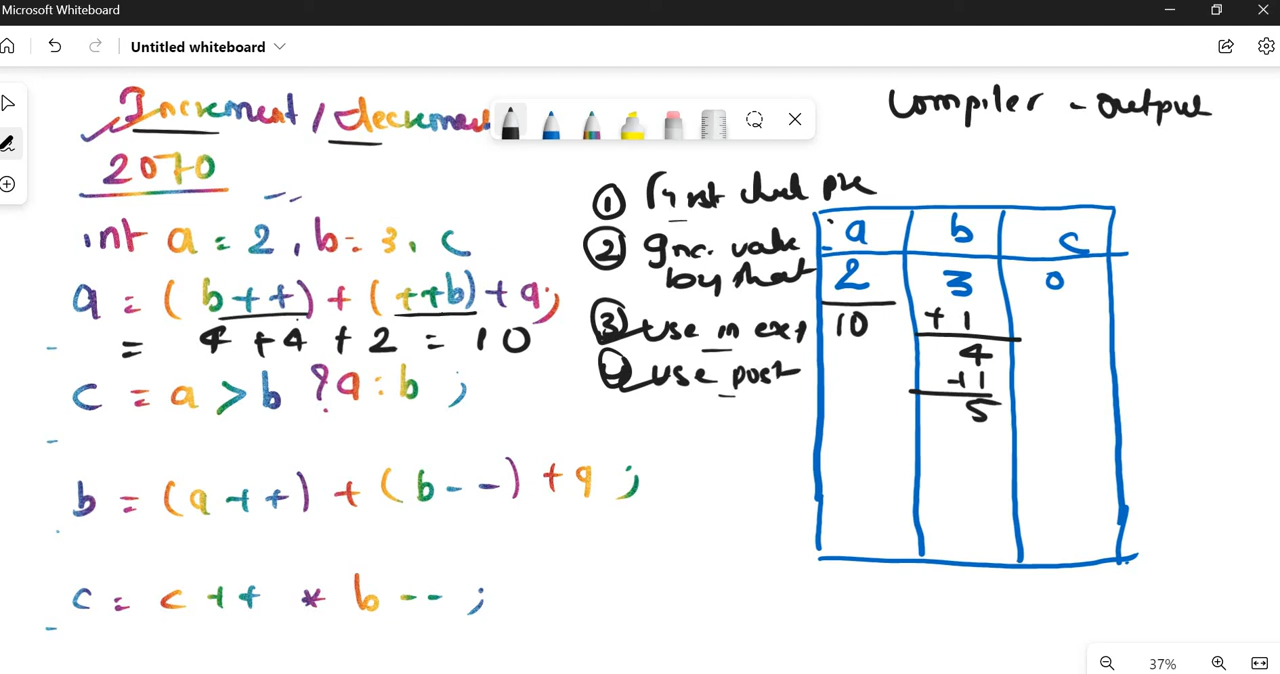 Microsoft Whiteboard
Untitled whiteboard
Increment / decrement
2070
int a = 2, b = 3, c
a = (b++) + (++b) + a;
= 4 + 4 + 2 = 10
c = a > b ? a : b ;
b = (a++) + (b--) + a ;
c = c++ * b-- ;
compiler - output
① First check pre
② Inc. value
by that
③ Use in exp
④ use post
a b c
2 3 0
10 +1
4
+1
5
37%